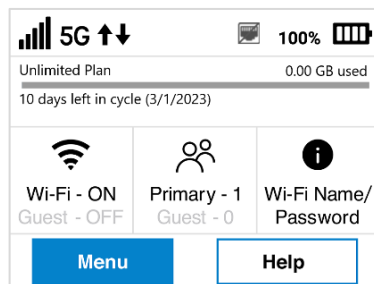 5G 100%
Unlimited Plan 0.00 GB used
10 days left in cycle (3/1/2023)
Wi-Fi - ON Primary - 1 Wi-Fi Name/
Guest - OFF Guest - 0 Password
Menu Help